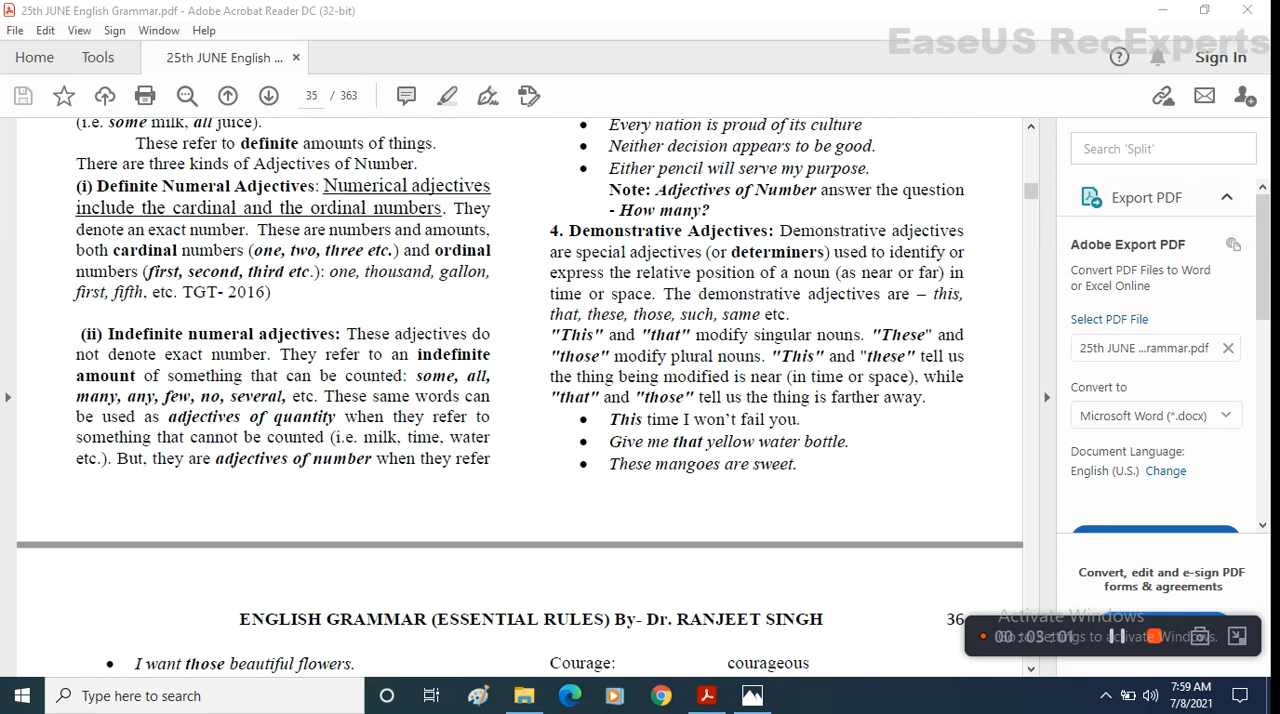 25th JUNE English Grammar.pdf - Adobe Acrobat Reader DC (32-bit)
File Edit View Sign Window Help
EaseUS RecExperts
Home Tools 25th JUNE English ... × Sign In
35 / 363
(i.e. some milk, all juice).
These refer to definite amounts of things.
There are three kinds of Adjectives of Number.
(i) Definite Numeral Adjectives: Numerical adjectives
include the cardinal and the ordinal numbers. They
denote an exact number. These are numbers and amounts,
both cardinal numbers (one, two, three etc.) and ordinal
numbers (first, second, third etc.): one, thousand, gallon,
first, fifth, etc. TGT- 2016)
(ii) Indefinite numeral adjectives: These adjectives do
not denote exact number. They refer to an indefinite
amount of something that can be counted: some, all,
many, any, few, no, several, etc. These same words can
be used as adjectives of quantity when they refer to
something that cannot be counted (i.e. milk, time, water
etc.). But, they are adjectives of number when they refer
• Every nation is proud of its culture
• Neither decision appears to be good.
• Either pencil will serve my purpose.
Note: Adjectives of Number answer the question
- How many?
4. Demonstrative Adjectives: Demonstrative adjectives
are special adjectives (or determiners) used to identify or
express the relative position of a noun (as near or far) in
time or space. The demonstrative adjectives are – this,
that, these, those, such, same etc.
"This" and "that" modify singular nouns. "These" and
"those" modify plural nouns. "This" and "these" tell us
the thing being modified is near (in time or space), while
"that" and "those" tell us the thing is farther away.
• This time I won't fail you.
• Give me that yellow water bottle.
• These mangoes are sweet.
ENGLISH GRAMMAR (ESSENTIAL RULES) By- Dr. RANJEET SINGH 36
• I want those beautiful flowers.
Courage: courageous
Search 'Split'
Export PDF
Adobe Export PDF
Convert PDF Files to Word
or Excel Online
Select PDF File
25th JUNE ...rammar.pdf
Convert to
Microsoft Word (*.docx)
Document Language:
English (U.S.) Change
Convert, edit and e-sign PDF
forms & agreements
Activate Windows
Go to Settings to activate Windows.
00:03:01
Type here to search
7:59 AM
7/8/2021